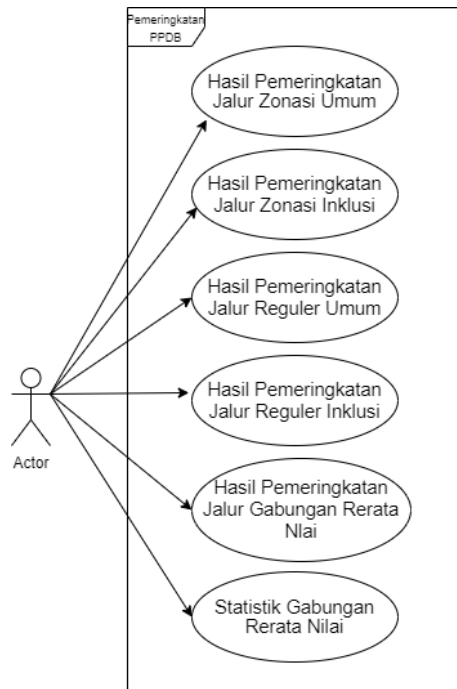 Pemeringkatan
PPDB
Hasil Pemeringkatan
Jalur Zonasi Umum
Hasil Pemeringkatan
Jalur Zonasi Inklusi
Hasil Pemeringkatan
Jalur Reguler Umum
Hasil Pemeringkatan
Jalur Reguler Inklusi
Actor
Hasil Pemeringkatan
Jalur Gabungan Rerata
Nlai
Statistik Gabungan
Rerata Nilai